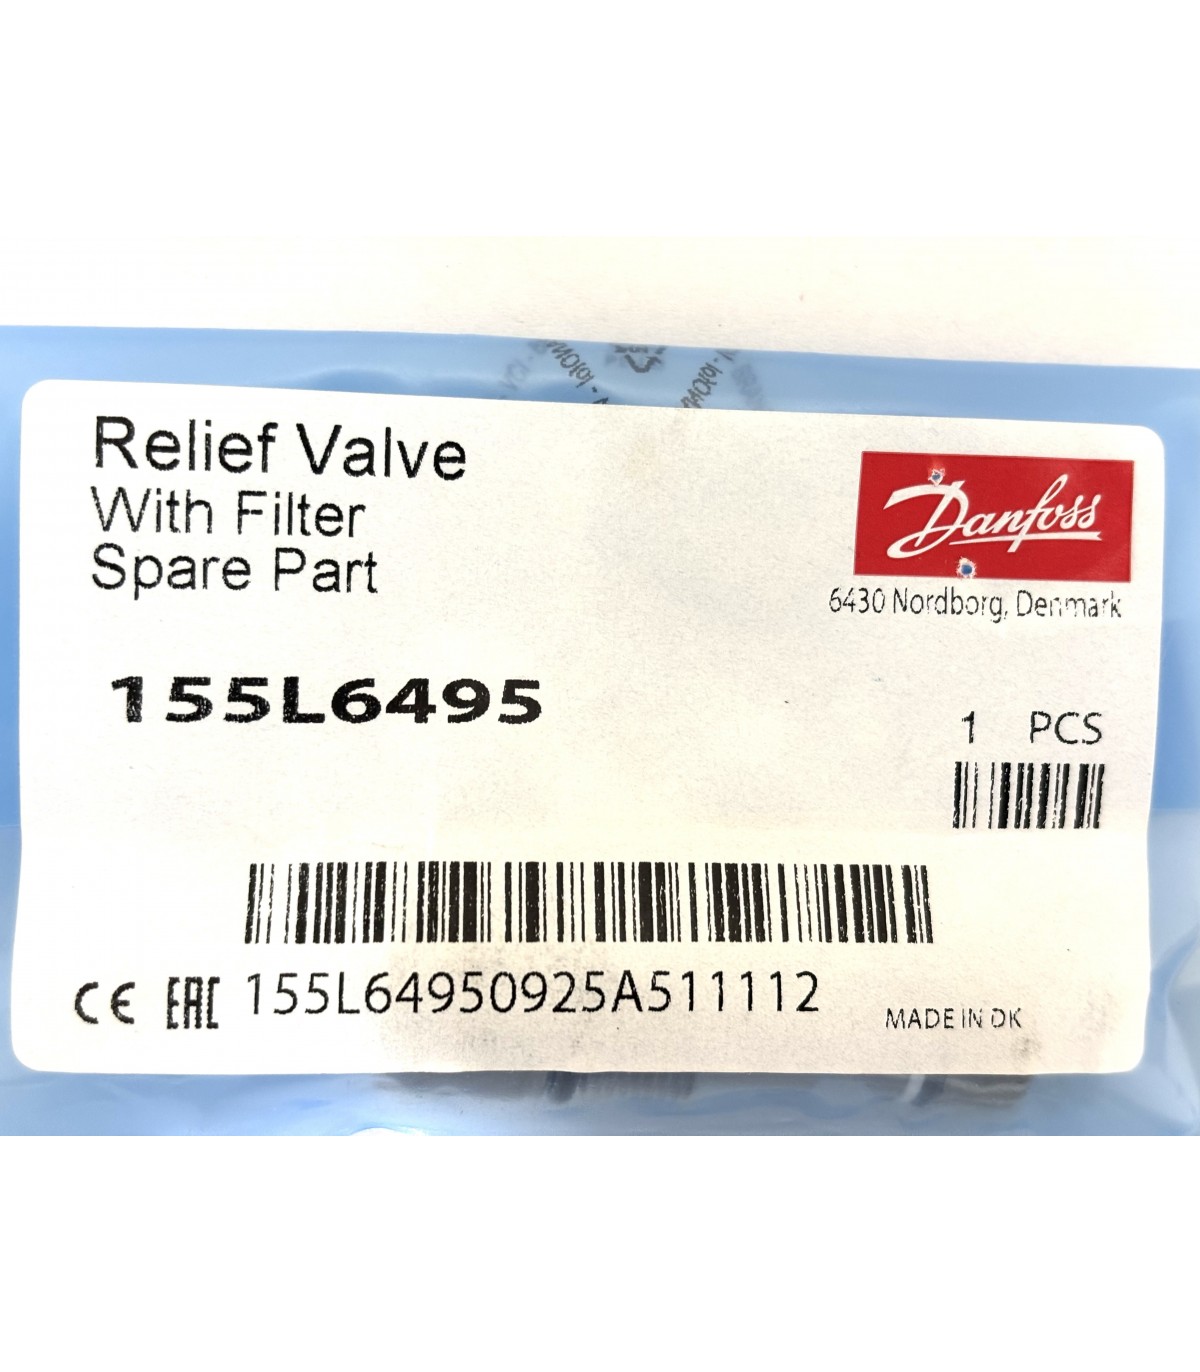 Relief Valve
With Filter
Spare Part
Danfoss
6430 Nordborg, Denmark
155L6495
1 PCS
CE EAC 155L64950925A511112
MADE IN DK